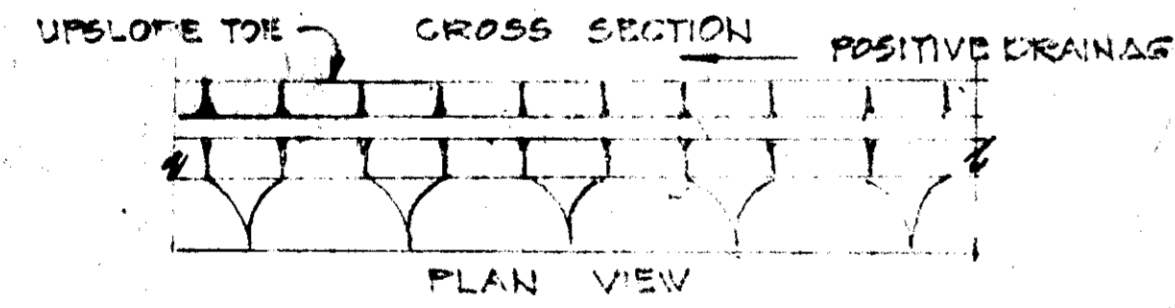 UPSLOPE TOE
CROSS SECTION
POSITIVE DRAINAG
PLAN VIEW